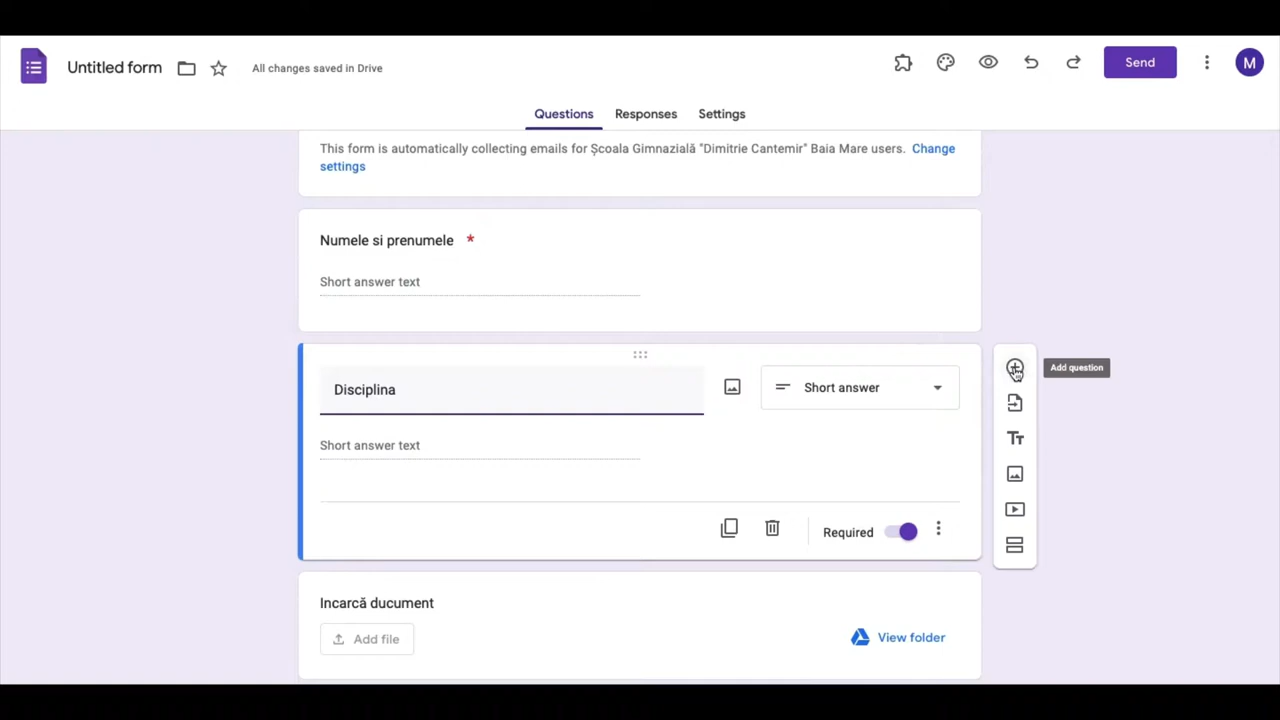 Untitled form
All changes saved in Drive
Send
M
Questions
Responses
Settings
This form is automatically collecting emails for Școala Gimnazială "Dimitrie Cantemir" Baia Mare users. Change
settings
Numele si prenumele *
Short answer text
Disciplina
Short answer
Add question
Short answer text
Required
Incarcă ducument
Add file
View folder